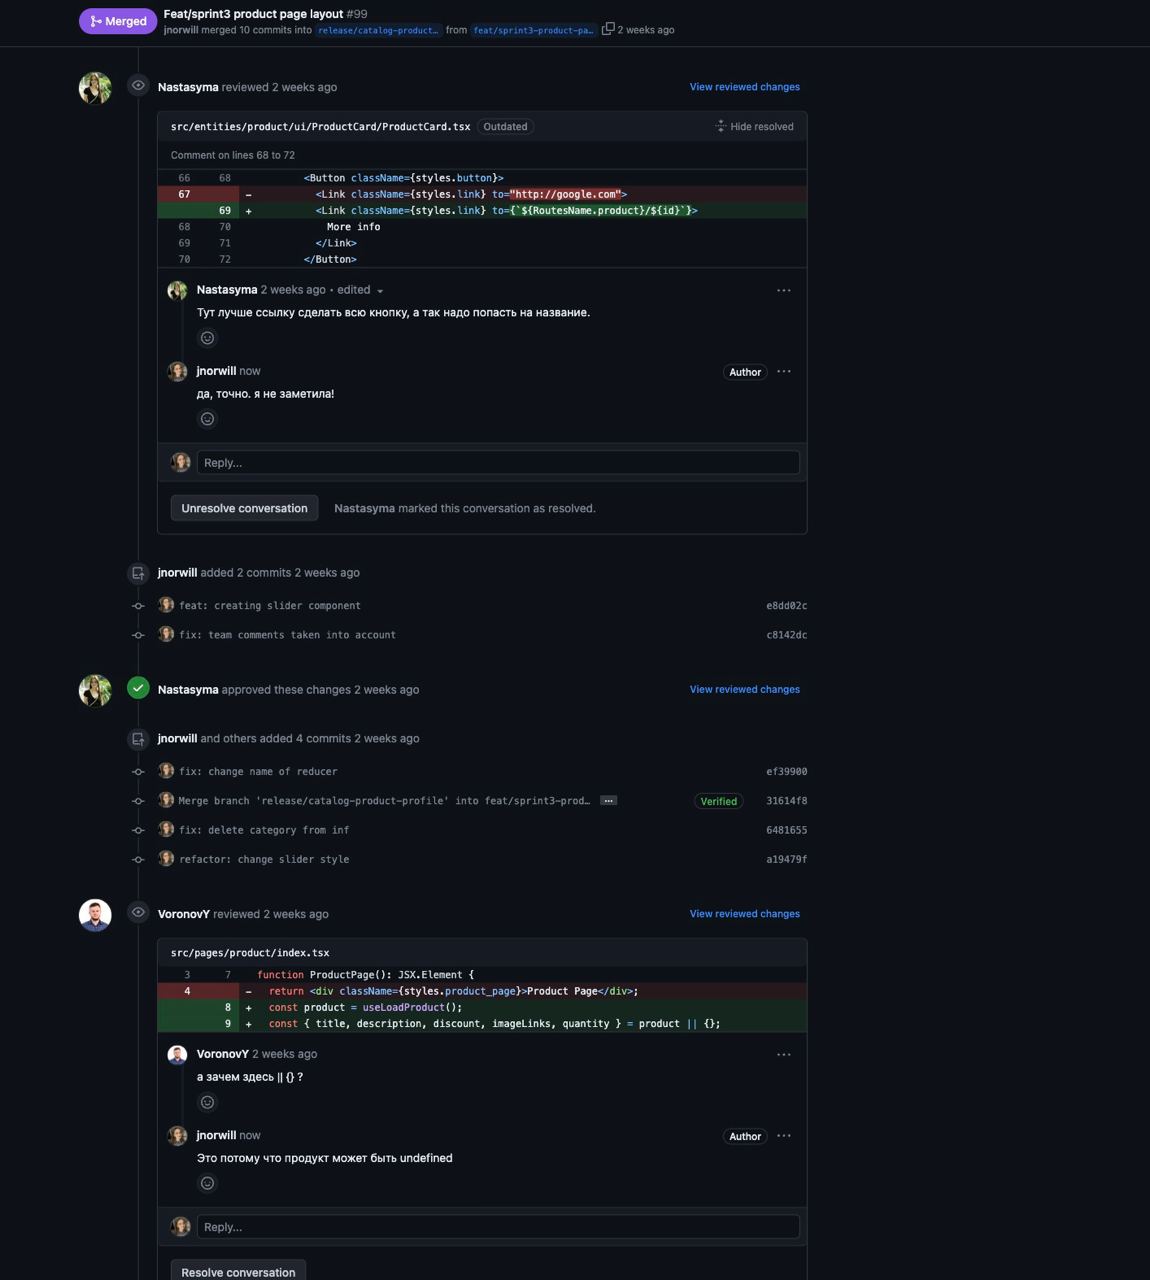 Merged
Feat/sprint3 product page layout #99
jnorwill merged 10 commits into release/catalog-product… from feat/sprint3-product-pa… 2 weeks ago
Nastasyma reviewed 2 weeks ago
View reviewed changes
src/entities/product/ui/ProductCard/ProductCard.tsx Outdated Hide resolved
Comment on lines 68 to 72
66 68 <Button className={styles.button}>
67 - <Link className={styles.link} to="http://google.com">
69 + <Link className={styles.link} to={`${RoutesName.product}/${id}`}>
68 70 More info
69 71 </Link>
70 72 </Button>
Nastasyma 2 weeks ago • edited
Тут лучше ссылку сделать всю кнопку, а так надо попасть на название.
jnorwill now Author
да, точно. я не заметила!
Reply...
Unresolve conversation Nastasyma marked this conversation as resolved.
jnorwill added 2 commits 2 weeks ago
feat: creating slider component e8dd02c
fix: team comments taken into account c8142dc
Nastasyma approved these changes 2 weeks ago View reviewed changes
jnorwill and others added 4 commits 2 weeks ago
fix: change name of reducer ef39900
Merge branch 'release/catalog-product-profile' into feat/sprint3-prod… … Verified 31614f8
fix: delete category from inf 6481655
refactor: change slider style a19479f
VoronovY reviewed 2 weeks ago View reviewed changes
src/pages/product/index.tsx
3 7 function ProductPage(): JSX.Element {
4 - return <div className={styles.product_page}>Product Page</div>;
8 + const product = useLoadProduct();
9 + const { title, description, discount, imageLinks, quantity } = product || {};
VoronovY 2 weeks ago
а зачем здесь || {} ?
jnorwill now Author
Это потому что продукт может быть undefined
Reply...
Resolve conversation